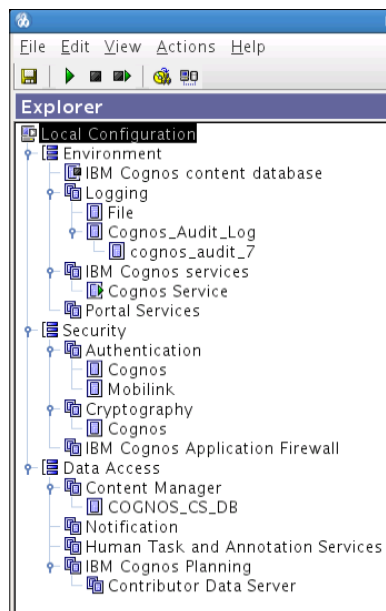 File Edit View Actions Help
Explorer
Local Configuration
Environment
IBM Cognos content database
Logging
File
Cognos_Audit_Log
cognos_audit_7
IBM Cognos services
Cognos Service
Portal Services
Security
Authentication
Cognos
Mobilink
Cryptography
Cognos
IBM Cognos Application Firewall
Data Access
Content Manager
COGNOS_CS_DB
Notification
Human Task and Annotation Services
IBM Cognos Planning
Contributor Data Server